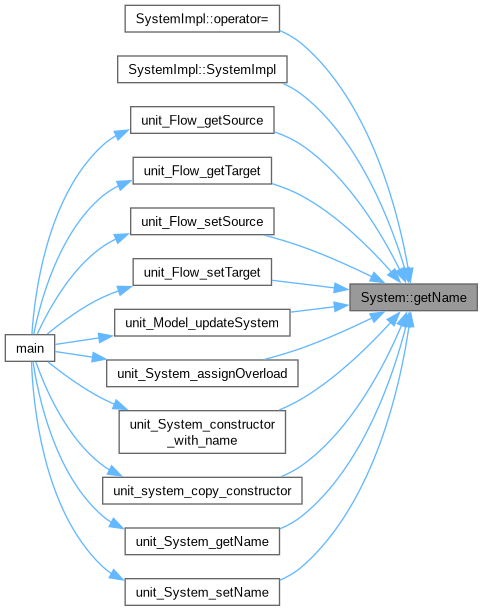 SystemImpl::operator=
SystemImpl::SystemImpl
unit_Flow_getSource
unit_Flow_getTarget
unit_Flow_setSource
unit_Flow_setTarget
System::getName
unit_Model_updateSystem
main
unit_System_assignOverload
unit_System_constructor
_with_name
unit_system_copy_constructor
unit_System_getName
unit_System_setName